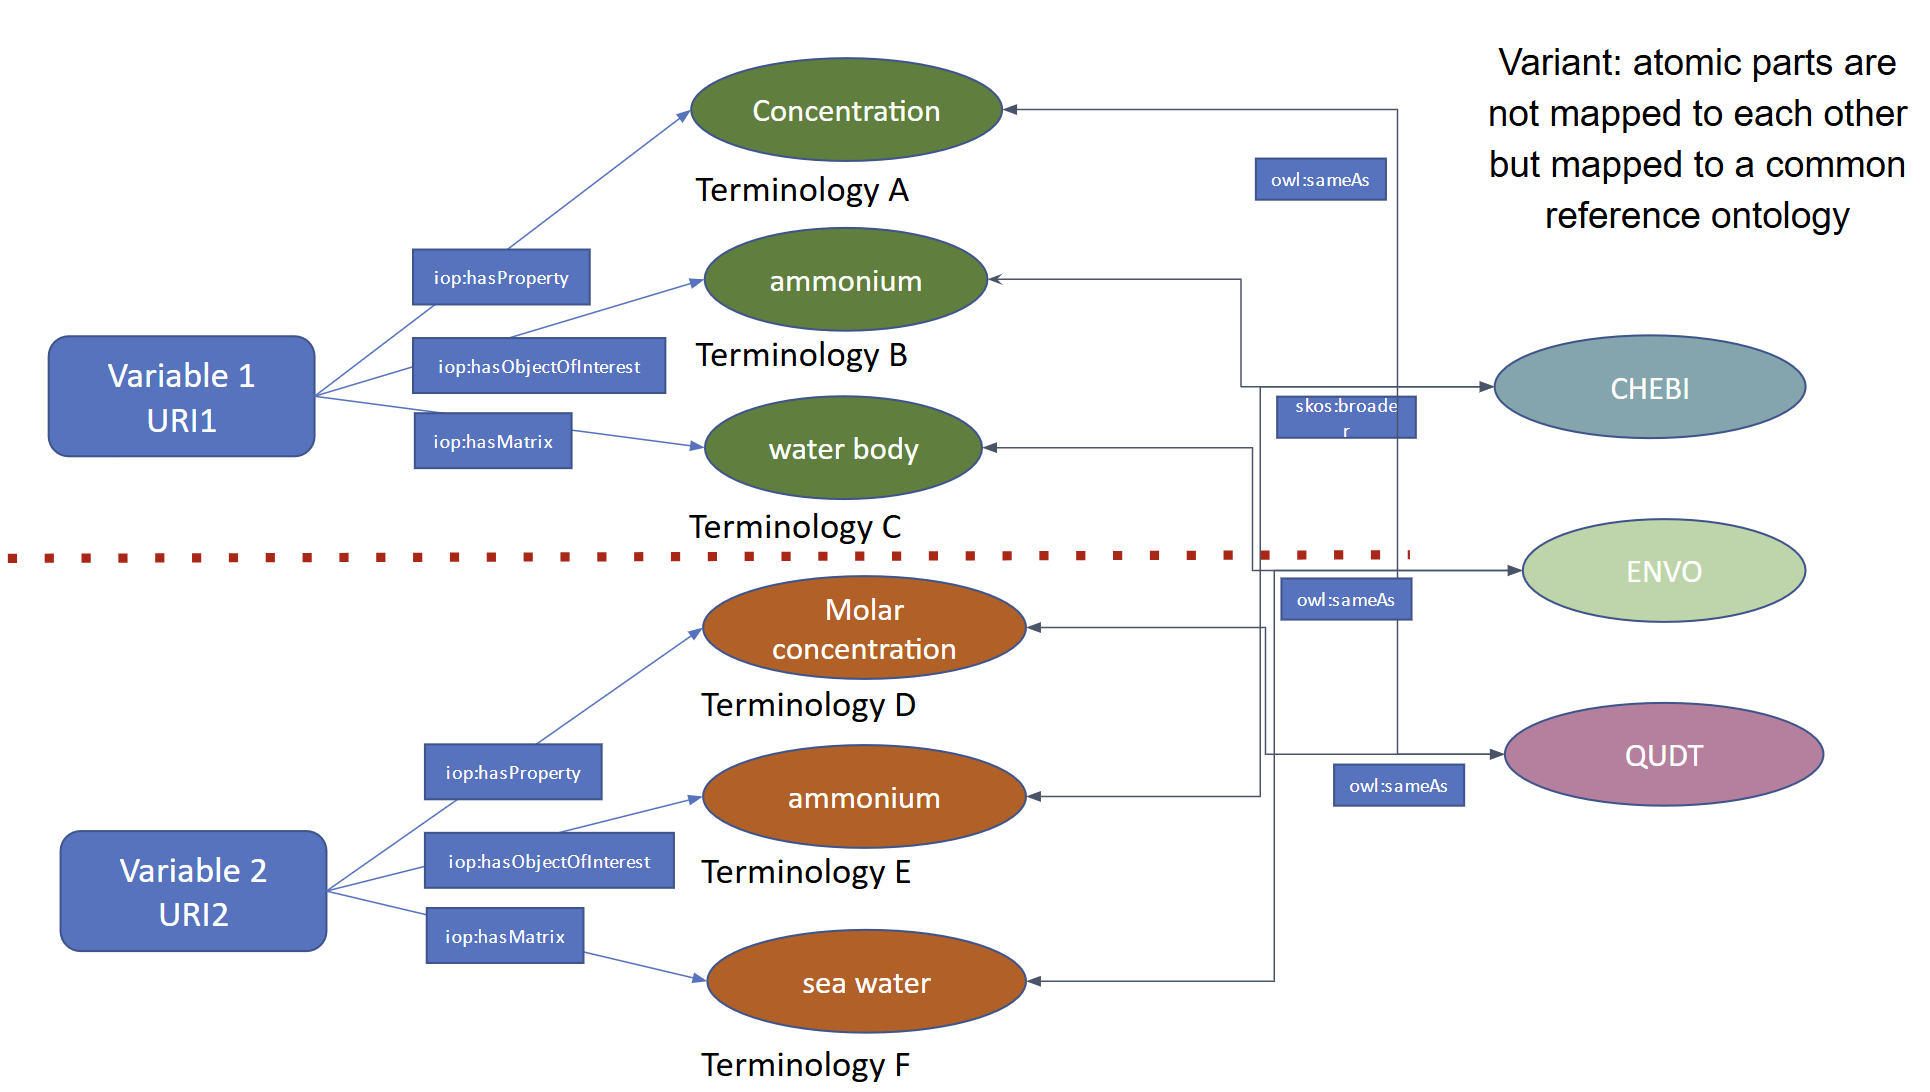 Variant: atomic parts are
not mapped to each other
but mapped to a common
reference ontology
Concentration
Terminology A
owl:sameAs
iop:hasProperty
ammonium
Terminology B
iop:hasObjectOfInterest
Variable 1
URI1
CHEBI
skos:broade
r
iop:hasMatrix
water body
Terminology C
ENVO
owl:sameAs
Molar
concentration
Terminology D
QUDT
owl:sameAs
iop:hasProperty
ammonium
Terminology E
iop:hasObjectOfInterest
Variable 2
URI2
iop:hasMatrix
sea water
Terminology F